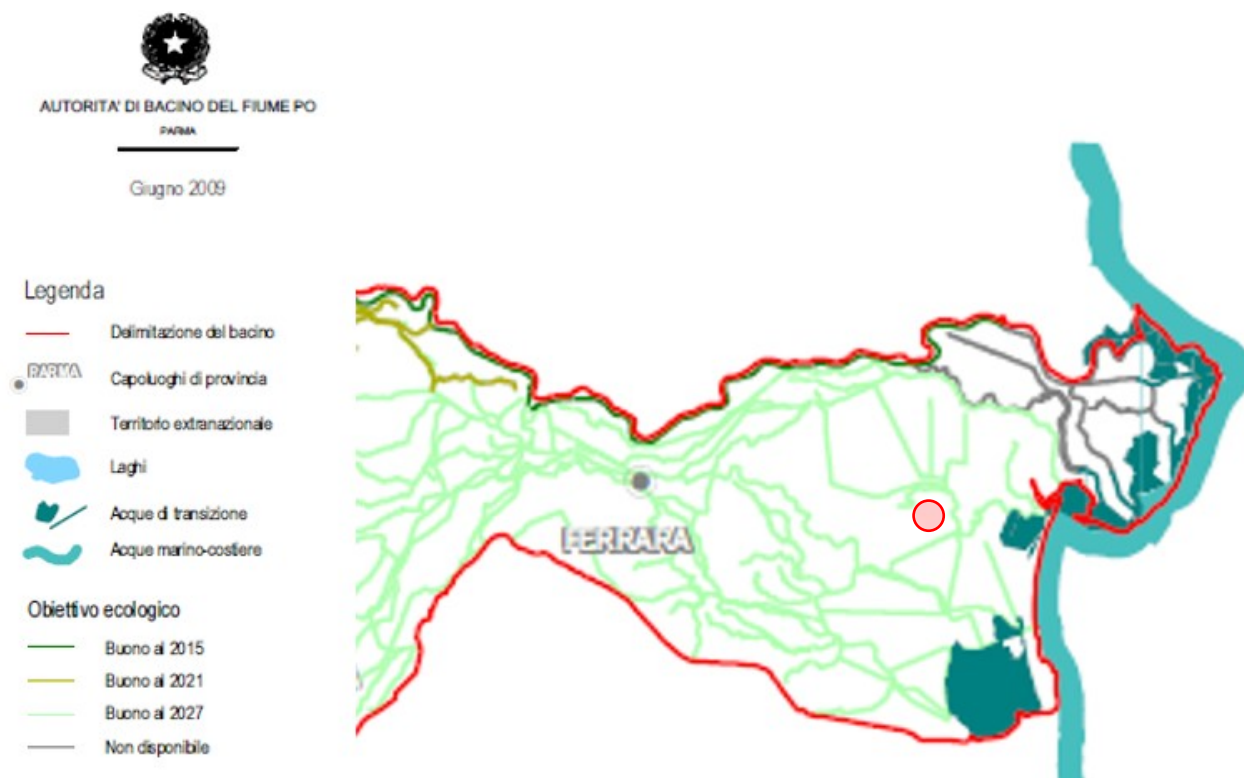 AUTORITA' DI BACINO DEL FIUME PO
PARMA
Giugno 2009
Legenda
Delimitazione del bacino
PARMA
Capoluoghi di provincia
Territorio extranazionale
Laghi
Acque di transizione
Acque marino-costiere
Obiettivo ecologico
Buono al 2015
Buono al 2021
Buono al 2027
Non disponibile
FERRARA